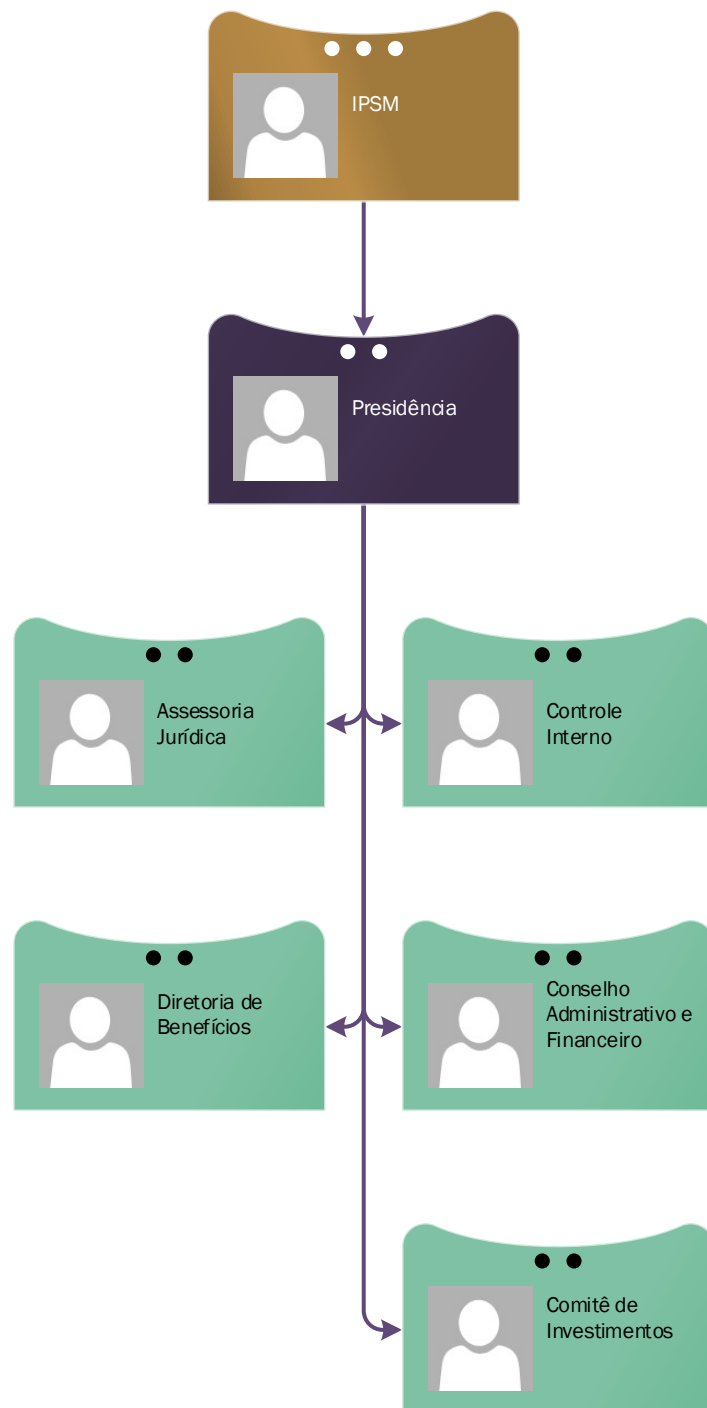 IPSM
Presidência
Assessoria
Jurídica
Controle
Interno
Diretoria de
Benefícios
Conselho
Administrativo e
Financeiro
Comitê de
Investimentos